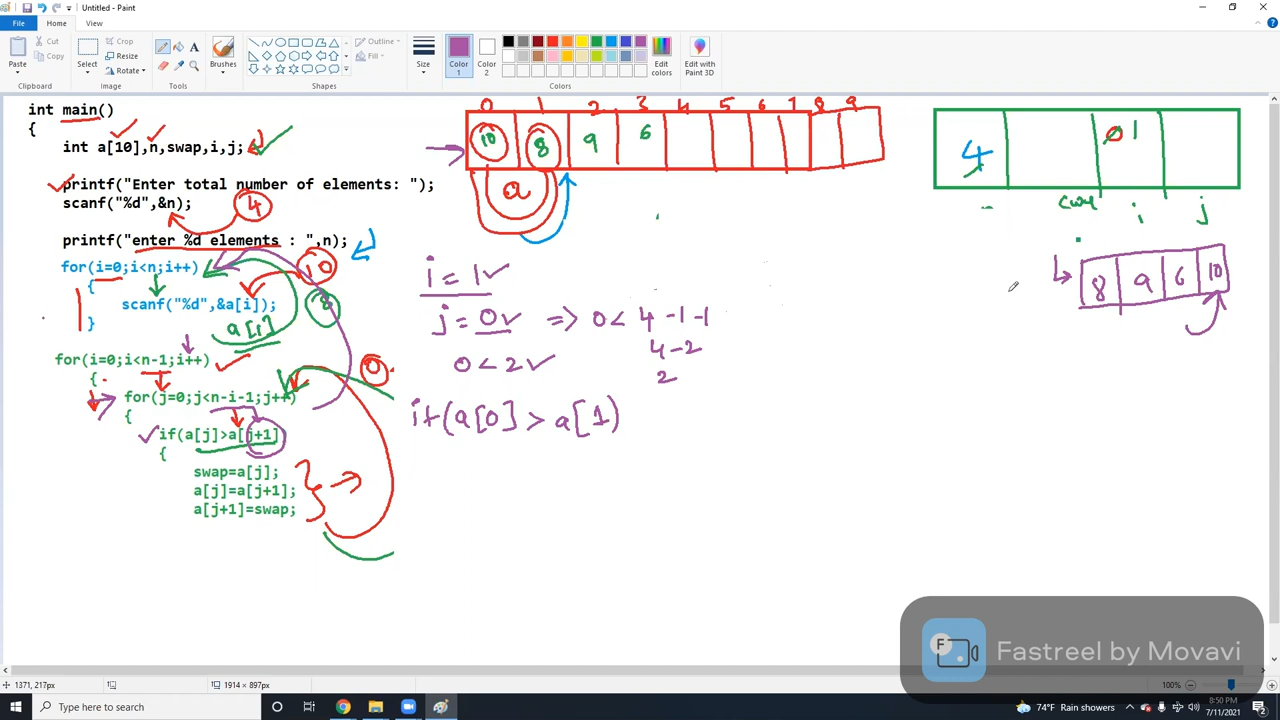 Untitled - Paint
File Home View
Paste Cut Copy Clipboard
Select Crop Resize Rotate Image
Tools
Brushes
Outline Fill Shapes
Size
Color 1 Color 2 Edit colors Colors
Edit with Paint 3D
int main()
{
int a[10],n,swap,i,j;
printf("Enter total number of elements: ");
scanf("%d",&n);
4
printf("enter %d elements : ",n);
for(i=0;i<n;i++)
10
{
scanf("%d",&a[i]);
8
a[i]
}
for(i=0;i<n-1;i++)
0
{
for(j=0;j<n-i-1;j++)
{
if(a[j]>a[j+1]
{
swap=a[j];
a[j]=a[j+1];
a[j+1]=swap;
0 1 2 3 4 5 6 7 8 9
10 8 9 6
a
i = 1
j = 0 => 0 < 4 -1-1
4-2
0 < 2 2
if(a[0] > a[1)
4 0 1
i j
8 9 6 10
Fastreel by Movavi
1371, 217px 1914 × 897px 100%
Type here to search
74°F Rain showers
8:50 PM
7/11/2021